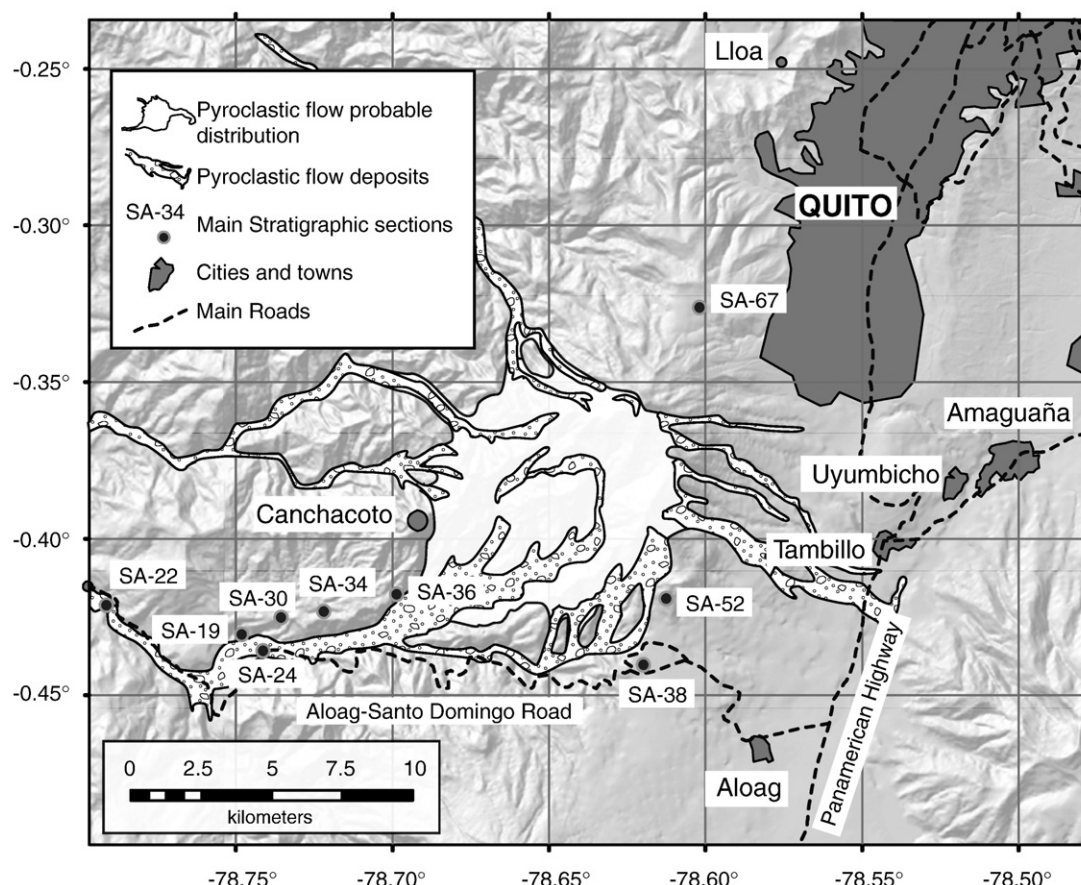 Lloa
-0.25°
Pyroclastic flow probable
distribution
Pyroclastic flow deposits
SA-34
Main Stratigraphic sections
Cities and towns
Main Roads
QUITO
-0.30°
SA-67
-0.35°
Amaguaña
Uyumbicho
Canchacoto
-0.40°
Tambillo
SA-22
SA-34
SA-30
SA-36
SA-52
SA-19
SA-24
SA-38
-0.45°
Aloag-Santo Domingo Road
Panamerican Highway
Aloag
0 2.5 5 7.5 10
kilometers
-78.75° -78.70° -78.65° -78.60° -78.55° -78.50°